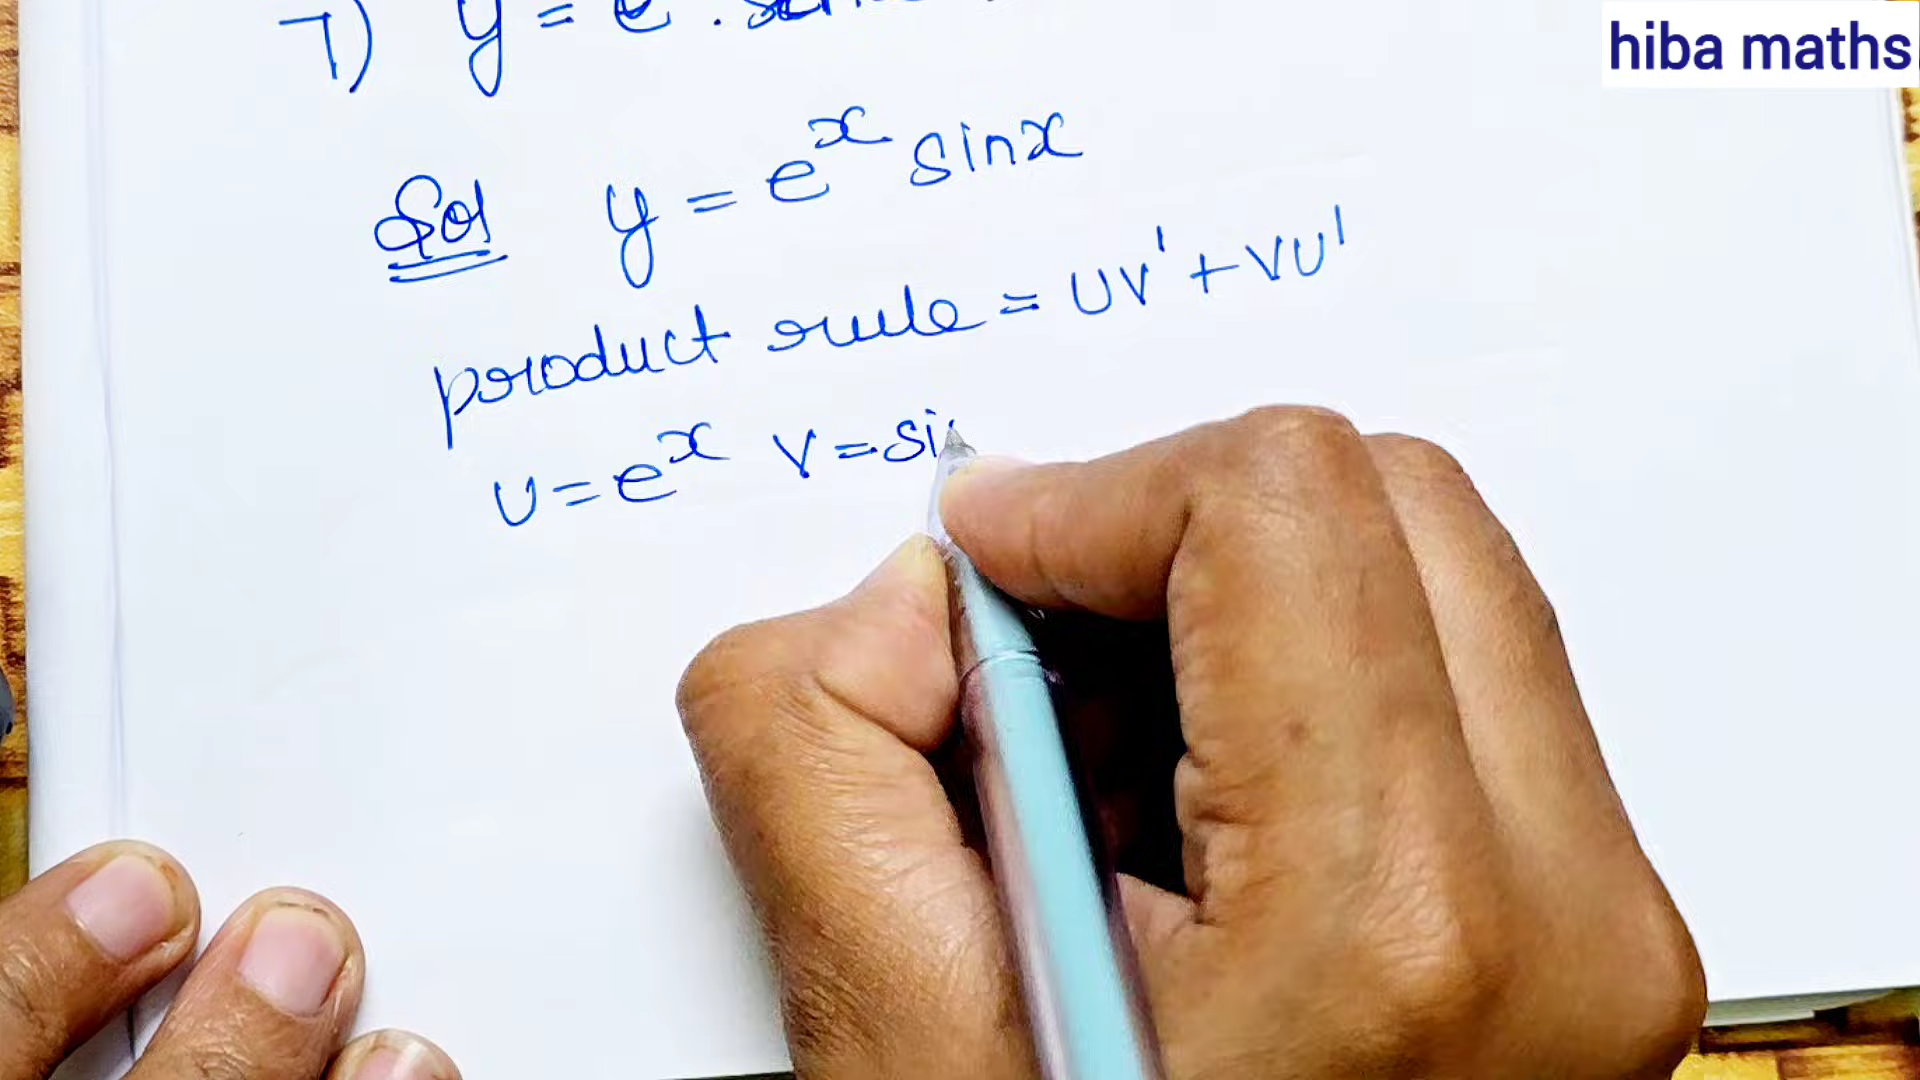 hiba maths
7) y = e .
Sol y = e^x sinx
product rule = UV' + VU'
U = e^x V = si